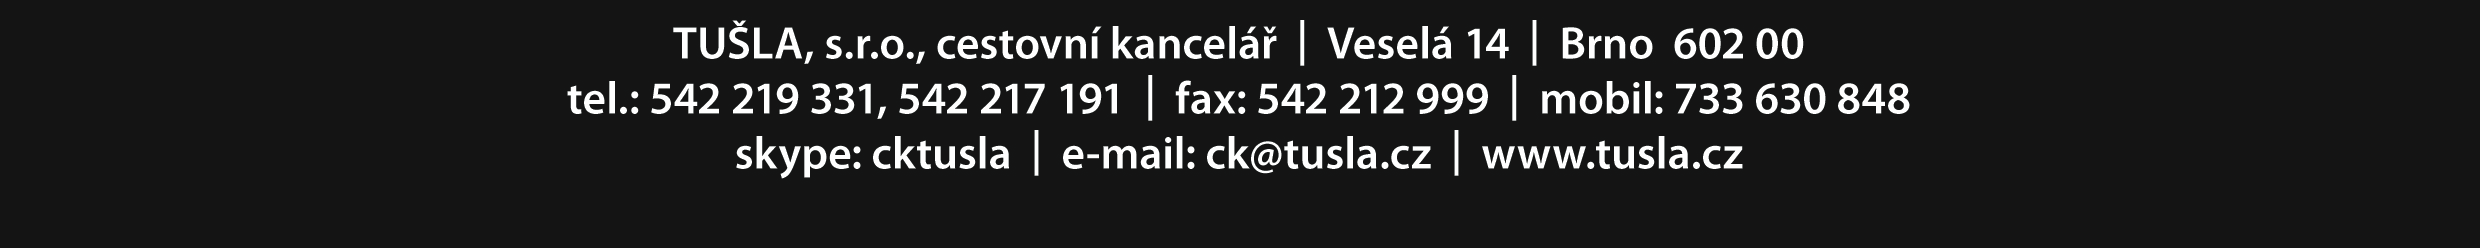 TUŠLA, s.r.o., cestovní kancelář | Veselá 14 | Brno 602 00
tel.: 542 219 331, 542 217 191 | fax: 542 212 999 | mobil: 733 630 848
skype: cktusla | e-mail: ck@tusla.cz | www.tusla.cz